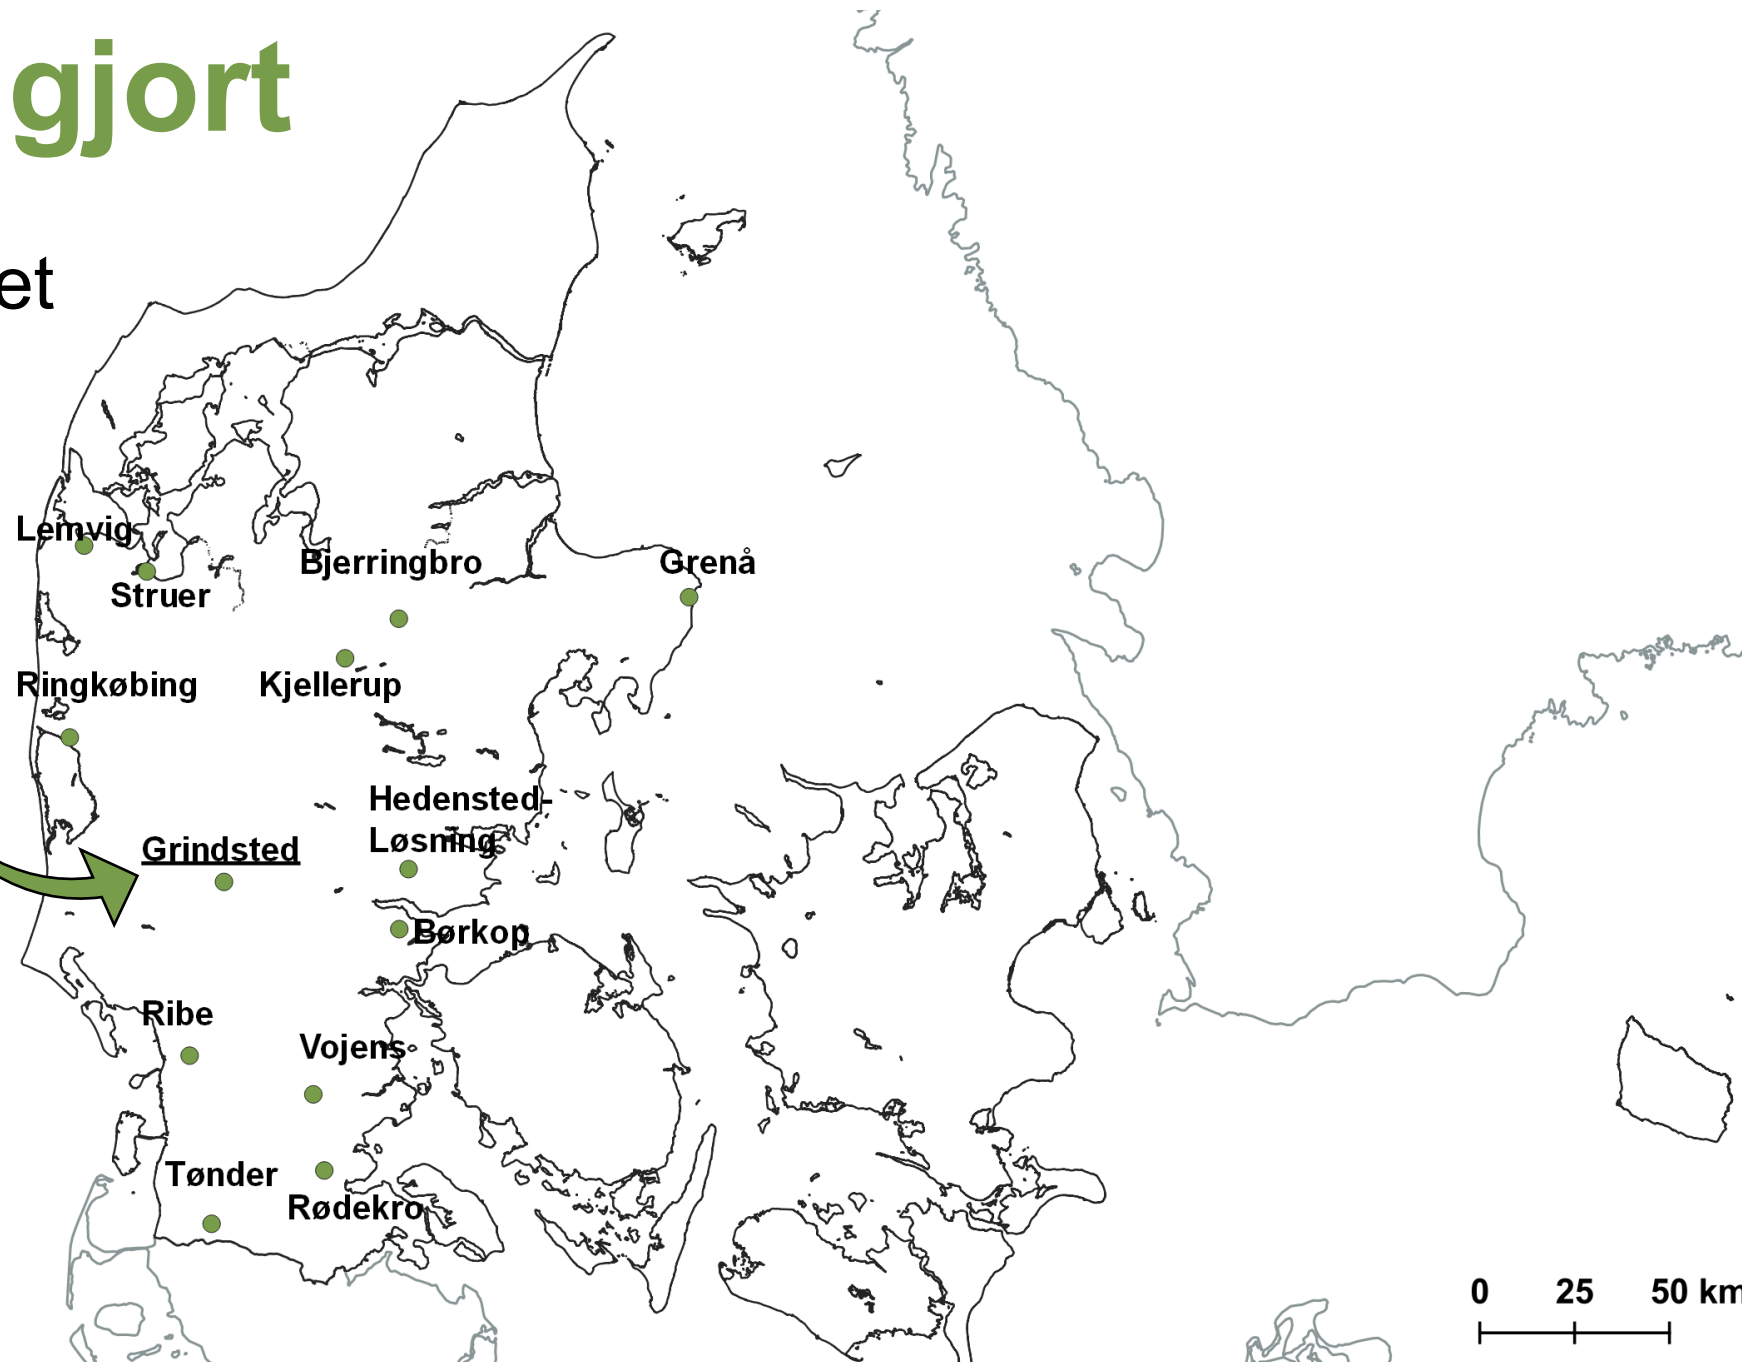 gjort
et
Lemvig
Struer
Bjerringbro
Grenå
Ringkøbing
Kjellerup
Hedensted-
Løsning
Grindsted
Børkop
Ribe
Vojens
Tønder
Rødekro
0 25 50 km